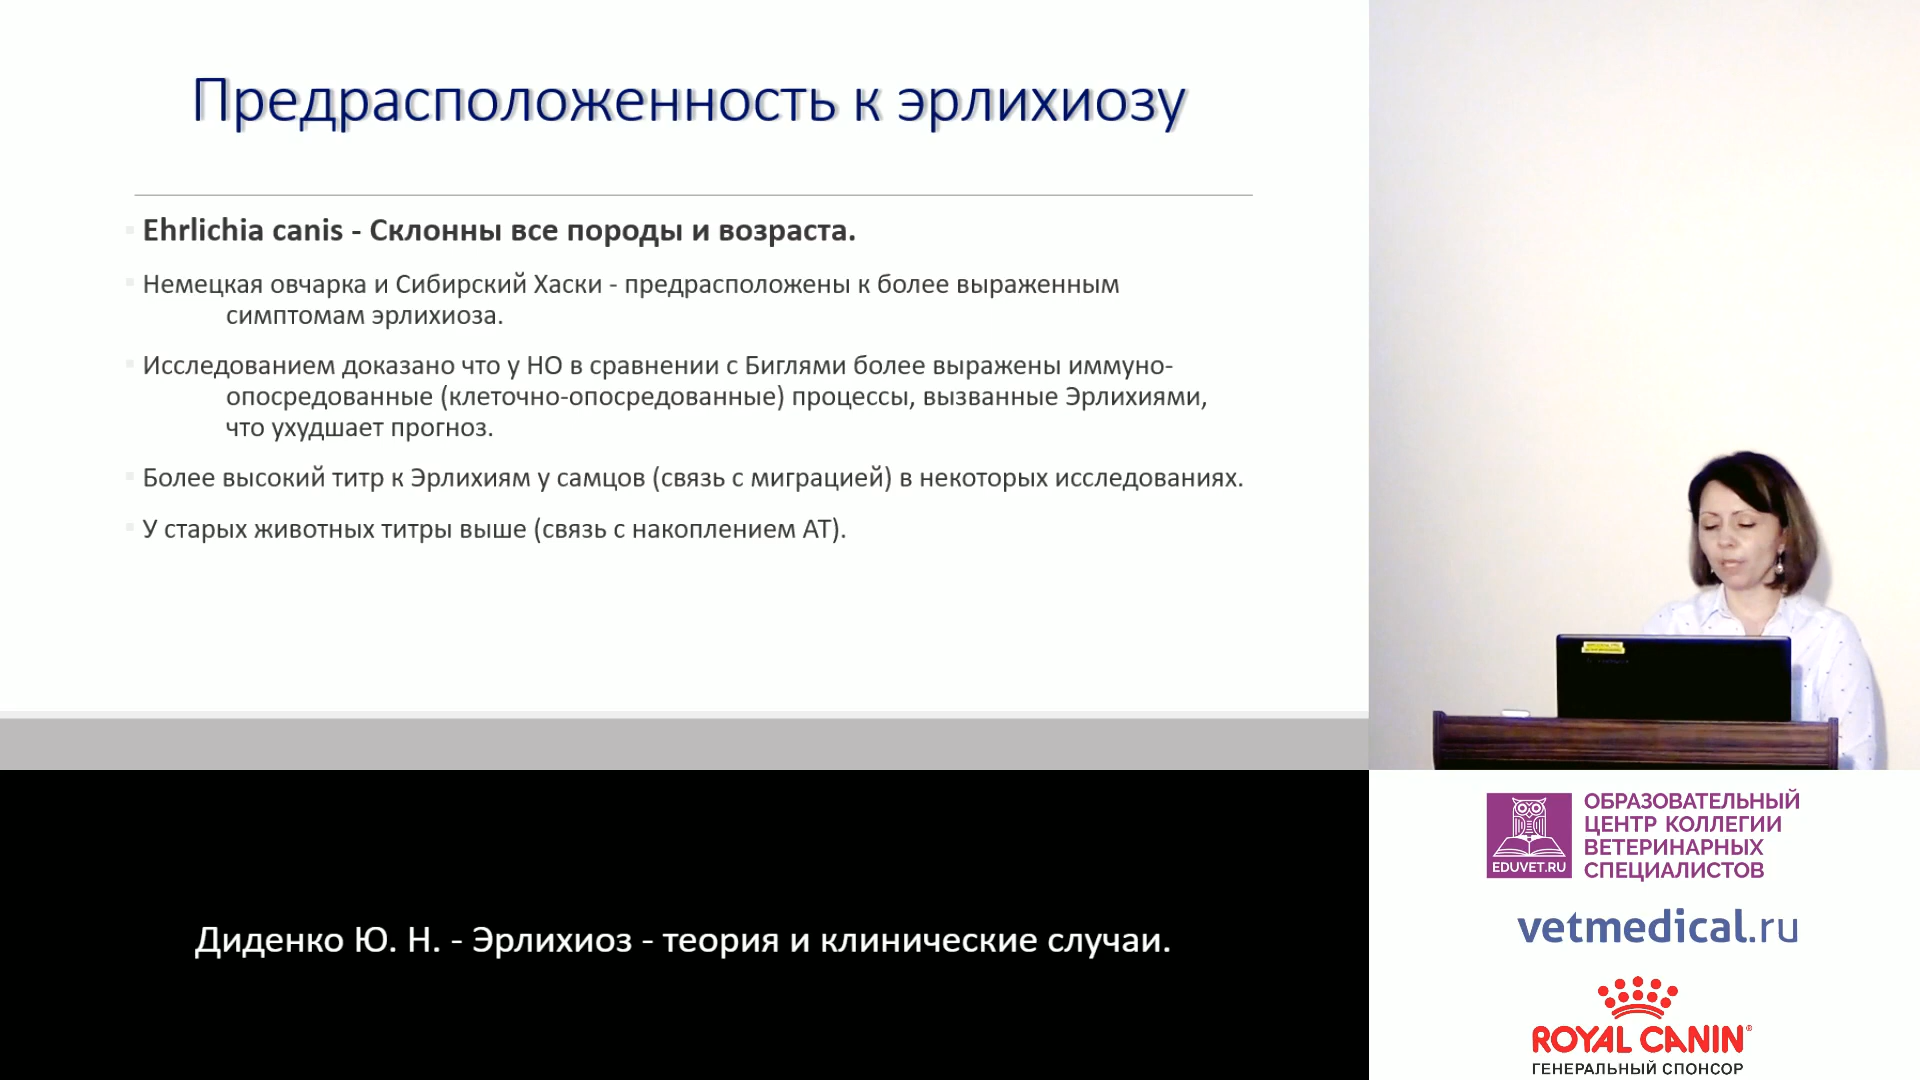 Предрасположенность к эрлихиозу
Ehrlichia canis - Склонны все породы и возраста.
Немецкая овчарка и Сибирский Хаски - предрасположены к более выраженным
симптомам эрлихиоза.
Исследованием доказано что у НО в сравнении с Биглями более выражены иммуно-
опосредованные (клеточно-опосредованные) процессы, вызванные Эрлихиями,
что ухудшает прогноз.
Более высокий титр к Эрлихиям у самцов (связь с миграцией) в некоторых исследованиях.
У старых животных титры выше (связь с накоплением АТ).
Диденко Ю. Н. - Эрлихиоз - теория и клинические случаи.
EDUVET.RU
ОБРАЗОВАТЕЛЬНЫЙ
ЦЕНТР КОЛЛЕГИИ
ВЕТЕРИНАРНЫХ
СПЕЦИАЛИСТОВ
vetmedical.ru
ROYAL CANIN®
ГЕНЕРАЛЬНЫЙ СПОНСОР